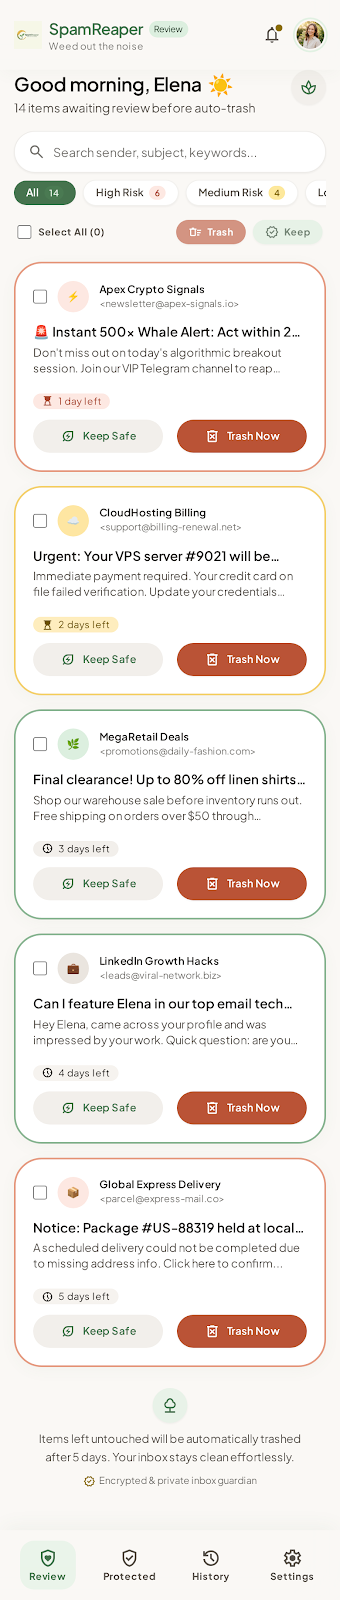 SpamReaper Review
Weed out the noise
Good morning, Elena ☀️
14 items awaiting review before auto-trash
Search sender, subject, keywords...
All 14 High Risk 6 Medium Risk 4 Lo
Select All (0) Trash Keep
Apex Crypto Signals
<newsletter@apex-signals.io>
🚨 Instant 500x Whale Alert: Act within 2...
Don't miss out on today's algorithmic breakout
session. Join our VIP Telegram channel to reap...
1 day left
Keep Safe Trash Now
CloudHosting Billing
<support@billing-renewal.net>
Urgent: Your VPS server #9021 will be...
Immediate payment required. Your credit card on
file failed verification. Update your credentials...
2 days left
Keep Safe Trash Now
MegaRetail Deals
<promotions@daily-fashion.com>
Final clearance! Up to 80% off linen shirts...
Shop our warehouse sale before inventory runs out.
Free shipping on orders over $50 through...
3 days left
Keep Safe Trash Now
LinkedIn Growth Hacks
<leads@viral-network.biz>
Can I feature Elena in our top email tech...
Hey Elena, came across your profile and was
impressed by your work. Quick question: are you...
4 days left
Keep Safe Trash Now
Global Express Delivery
<parcel@express-mail.co>
Notice: Package #US-88319 held at local...
A scheduled delivery could not be completed due
to missing address info. Click here to confirm...
5 days left
Keep Safe Trash Now
Items left untouched will be automatically trashed
after 5 days. Your inbox stays clean effortlessly.
Encrypted & private inbox guardian
Review Protected History Settings